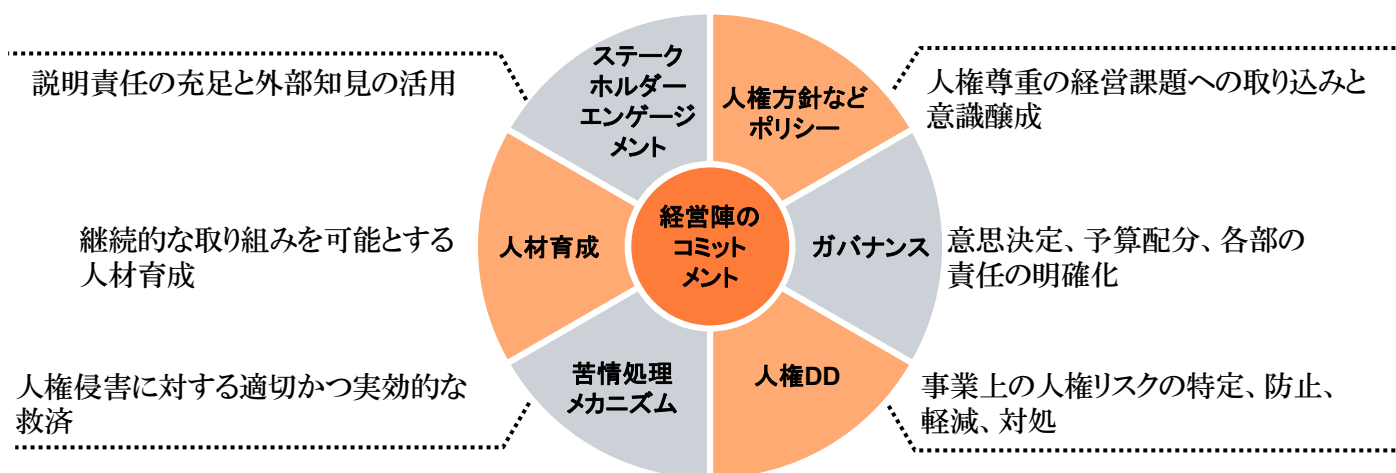 ステーク
ホルダー
エンゲージ
メント
説明責任の充足と外部知見の活用
人権方針など
ポリシー
人権尊重の経営課題への取り込みと
意識醸成
経営陣の
コミット
メント
人材育成
継続的な取り組みを可能とする
人材育成
ガバナンス
意思決定、予算配分、各部の
責任の明確化
苦情処理
メカニズム
人権侵害に対する適切かつ実効的な
救済
人権DD
事業上の人権リスクの特定、防止、
軽減、対処